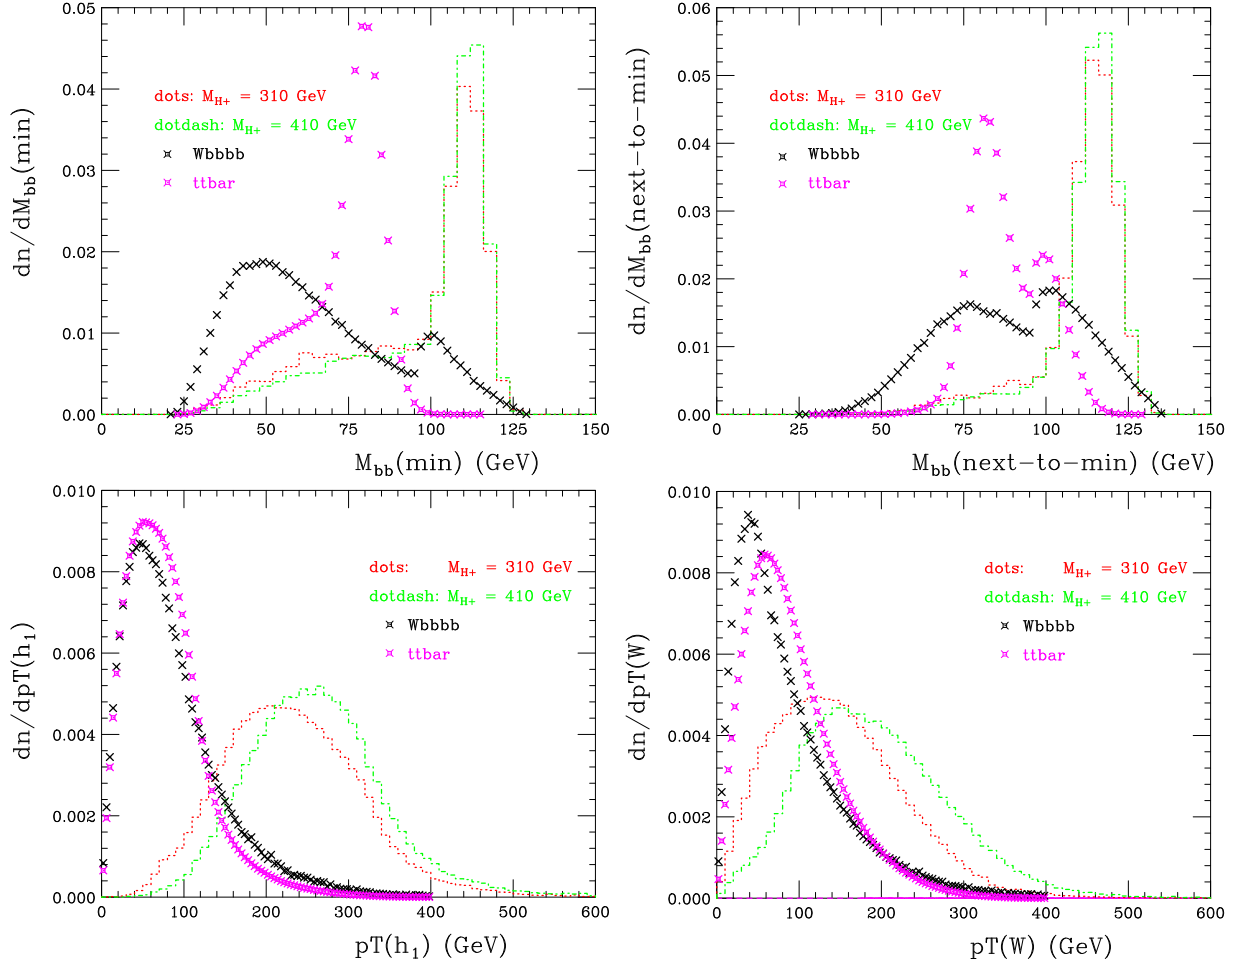 0.05
0.04
0.03
0.02
0.01
0.00
dn/dM_bb(min)
dots: M_H+ = 310 GeV
dotdash: M_H+ = 410 GeV
Wbbbb
ttbar
0 25 50 75 100 125 150
M_bb(min) (GeV)
0.06
0.05
0.04
0.03
0.02
0.01
0.00
dn/dM_bb(next-to-min)
dots: M_H+ = 310 GeV
dotdash: M_H+ = 410 GeV
Wbbbb
ttbar
0 25 50 75 100 125 150
M_bb(next-to-min) (GeV)
0.010
0.008
0.006
0.004
0.002
0.000
dn/dpT(h_1)
dots: M_H+ = 310 GeV
dotdash: M_H+ = 410 GeV
Wbbbb
ttbar
0 100 200 300 400 500 600
pT(h_1) (GeV)
0.010
0.008
0.006
0.004
0.002
0.000
dn/dpT(W)
dots: M_H+ = 310 GeV
dotdash: M_H+ = 410 GeV
Wbbbb
ttbar
0 100 200 300 400 500 600
pT(W) (GeV)